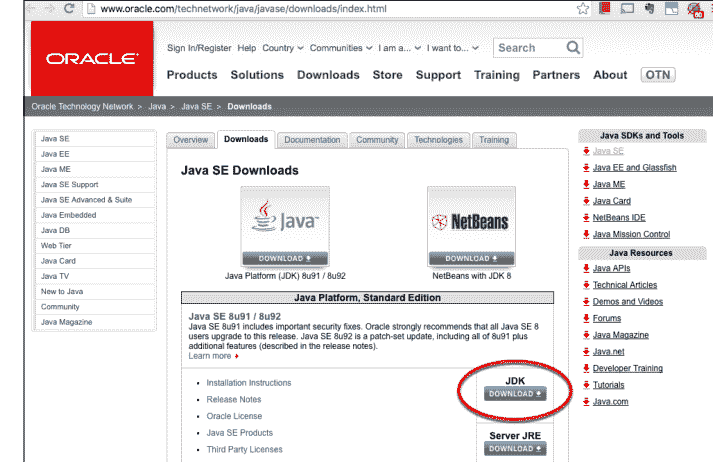 www.oracle.com/technetwork/java/javase/downloads/index.html
ORACLE
Sign In/Register Help Country Communities I am a... I want to... Search
Products Solutions Downloads Store Support Training Partners About OTN
Oracle Technology Network > Java > Java SE > Downloads
Java SE
Java EE
Java ME
Java SE Support
Java SE Advanced & Suite
Java Embedded
Java DB
Web Tier
Java Card
Java TV
New to Java
Community
Java Magazine
Overview Downloads Documentation Community Technologies Training
Java SE Downloads
Java™
DOWNLOAD
Java Platform (JDK) 8u91 / 8u92
NetBeans
DOWNLOAD
NetBeans with JDK 8
Java Platform, Standard Edition
Java SE 8u91 / 8u92
Java SE 8u91 includes important security fixes. Oracle strongly recommends that all Java SE 8
users upgrade to this release. Java SE 8u92 is a patch-set update, including all of 8u91 plus
additional features (described in the release notes).
Learn more
Installation Instructions
Release Notes
Oracle License
Java SE Products
Third Party Licenses
JDK
DOWNLOAD
Server JRE
DOWNLOAD
Java SDKs and Tools
Java SE
Java EE and Glassfish
Java ME
Java Card
NetBeans IDE
Java Mission Control
Java Resources
Java APIs
Technical Articles
Demos and Videos
Forums
Java Magazine
Java.net
Developer Training
Tutorials
Java.com